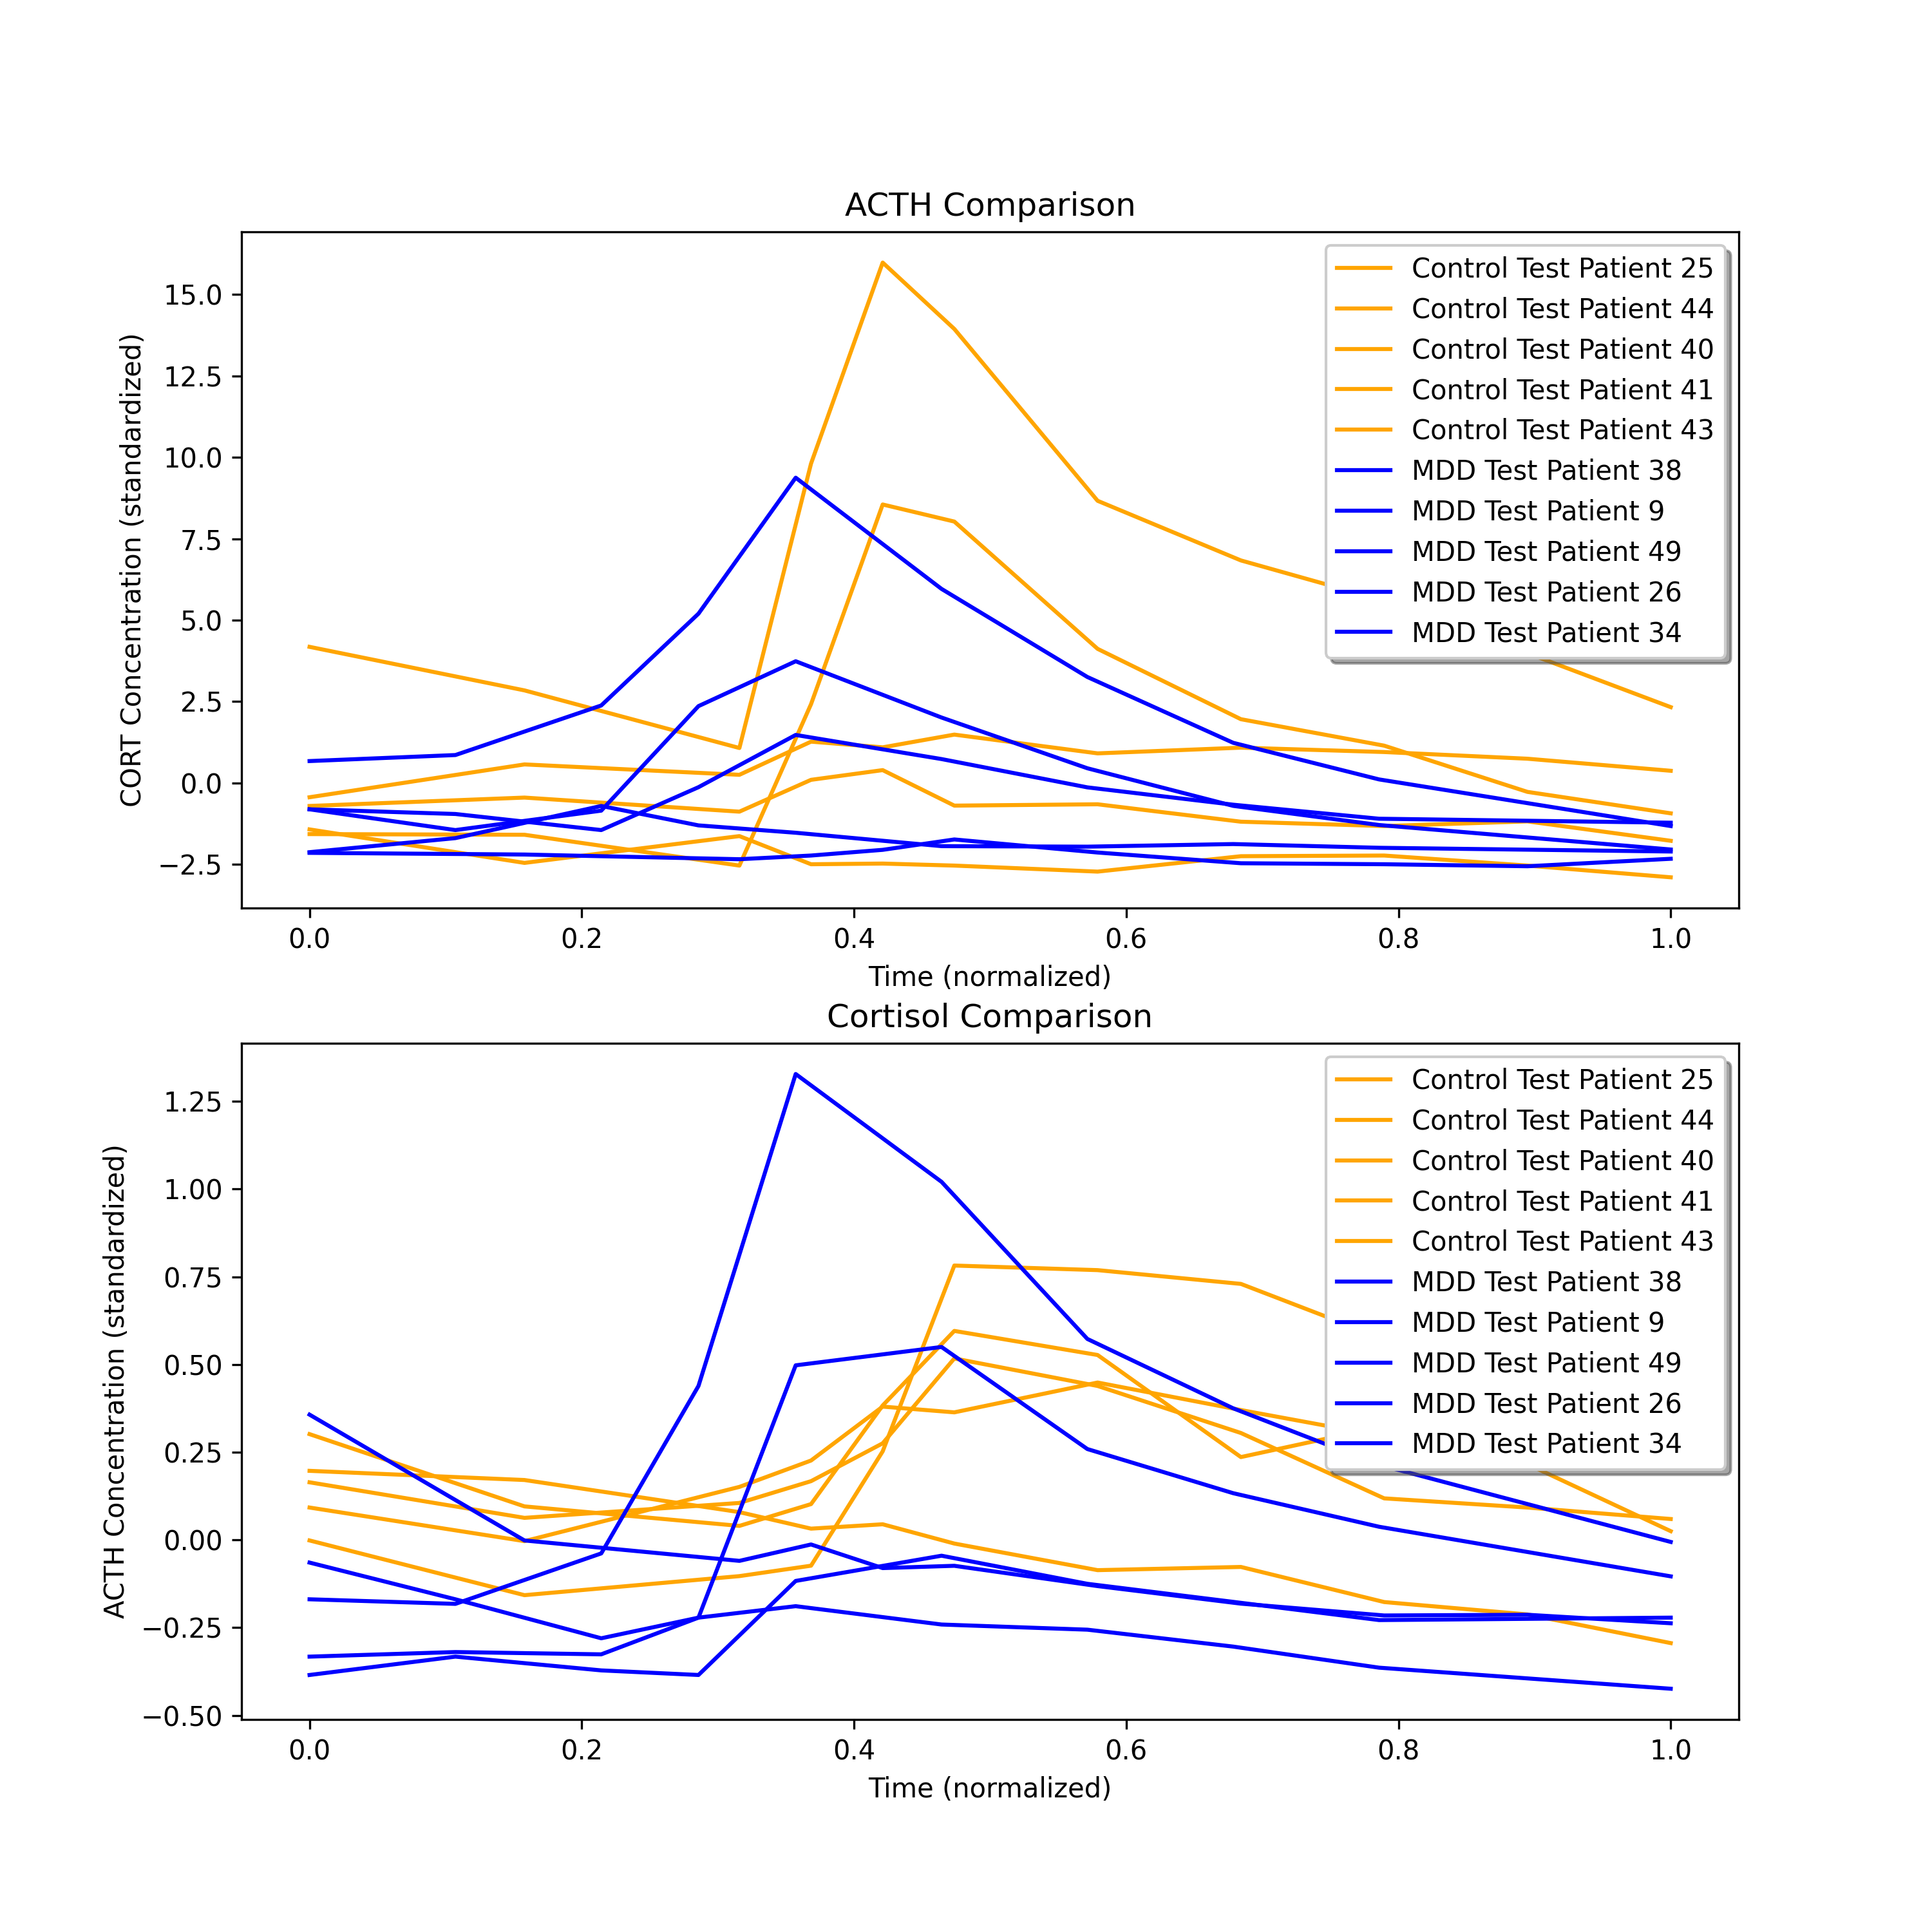 ACTH Comparison
CORT Concentration (standardized)
15.0
12.5
10.0
7.5
5.0
2.5
0.0
−2.5
Control Test Patient 25
Control Test Patient 44
Control Test Patient 40
Control Test Patient 41
Control Test Patient 43
MDD Test Patient 38
MDD Test Patient 9
MDD Test Patient 49
MDD Test Patient 26
MDD Test Patient 34
0.0 0.2 0.4 0.6 0.8 1.0
Time (normalized)
Cortisol Comparison
ACTH Concentration (standardized)
1.25
1.00
0.75
0.50
0.25
0.00
−0.25
−0.50
Control Test Patient 25
Control Test Patient 44
Control Test Patient 40
Control Test Patient 41
Control Test Patient 43
MDD Test Patient 38
MDD Test Patient 9
MDD Test Patient 49
MDD Test Patient 26
MDD Test Patient 34
0.0 0.2 0.4 0.6 0.8 1.0
Time (normalized)